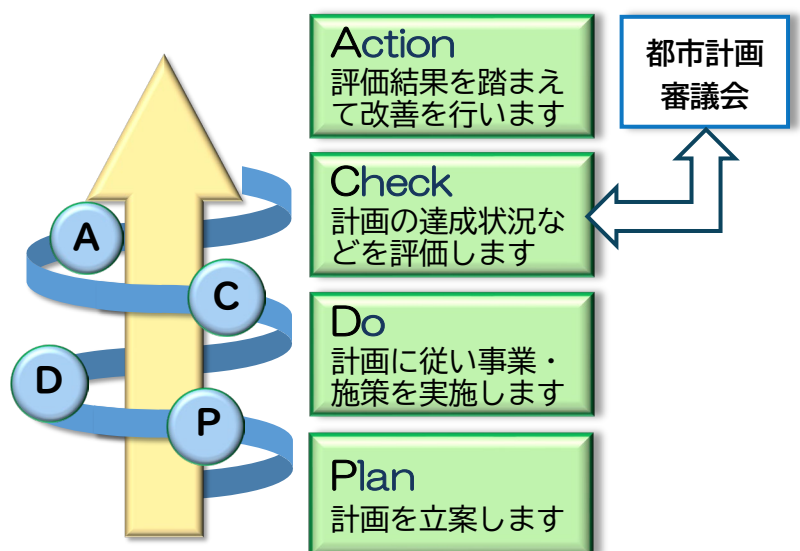 Action
評価結果を踏まえ
て改善を行います
都市計画
審議会
Check
計画の達成状況な
どを評価します
Do
計画に従い事業・
施策を実施します
Plan
計画を立案します
A
C
D
P